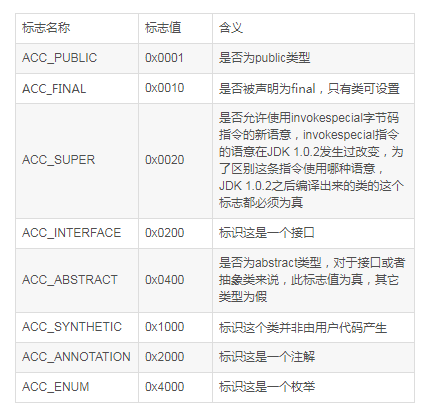 标志名称 标志值 含义
ACC_PUBLIC 0x0001 是否为public类型
ACC_FINAL 0x0010 是否被声明为final，只有类可设置
是否允许使用invokespecial字节码
指令的新语意，invokespecial指令
的语意在JDK 1.0.2发生过改变，为
ACC_SUPER 0x0020 了区别这条指令使用哪种语意，
JDK 1.0.2之后编译出来的类的这个
标志都必须为真
ACC_INTERFACE 0x0200 标识这是一个接口
是否为abstract类型，对于接口或者
ACC_ABSTRACT 0x0400 抽象类来说，此标志值为真，其它
类型为假
ACC_SYNTHETIC 0x1000 标识这个类并非由用户代码产生
ACC_ANNOTATION 0x2000 标识这是一个注解
ACC_ENUM 0x4000 标识这是一个枚举